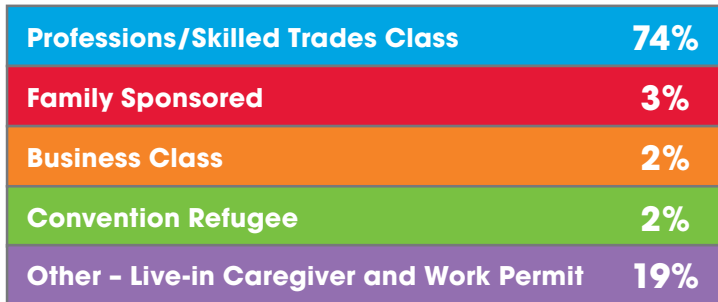 Professions/Skilled Trades Class 74%
Family Sponsored 3%
Business Class 2%
Convention Refugee 2%
Other – Live-in Caregiver and Work Permit 19%